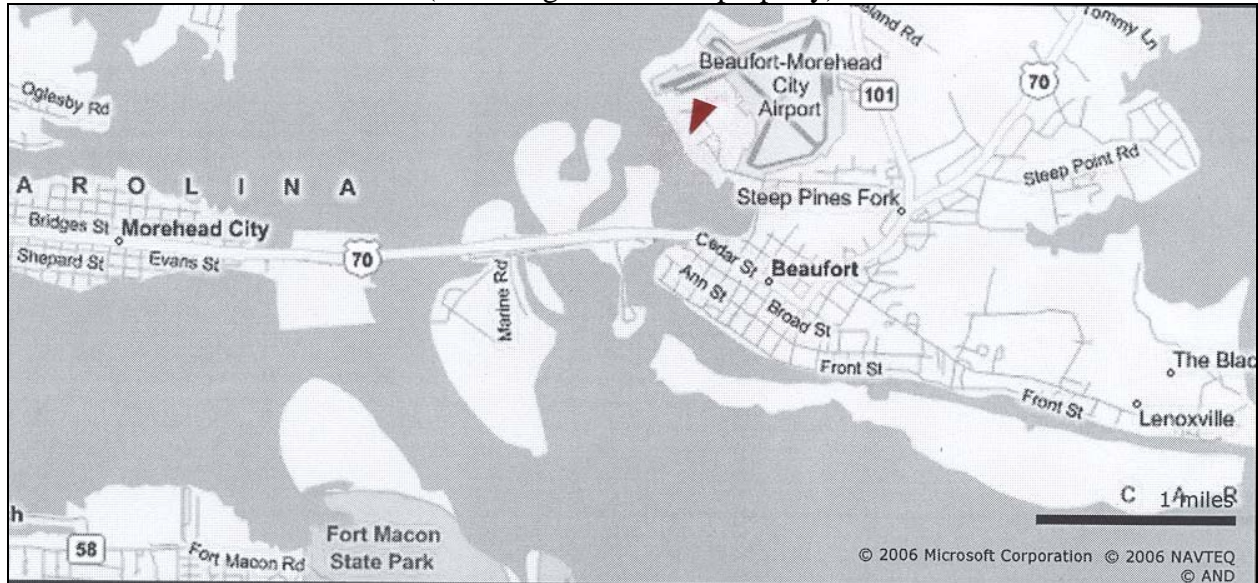 Tommy Ln
Beaufort-Morehead
City
Airport
101
70
Oglesby Rd
Steep Point Rd
A R O L I N A
Steep Pines Fork
Bridges St
Morehead City
Shepard St
Evans St
70
Marine Rd
Cedar St
Beaufort
Ann St
Broad St
Front St
The Blac
Front St
Lenoxville
C A R
1 miles
h
58
Fort Macon Rd
Fort Macon
State Park
© 2006 Microsoft Corporation © 2006 NAVTEQ
© AND